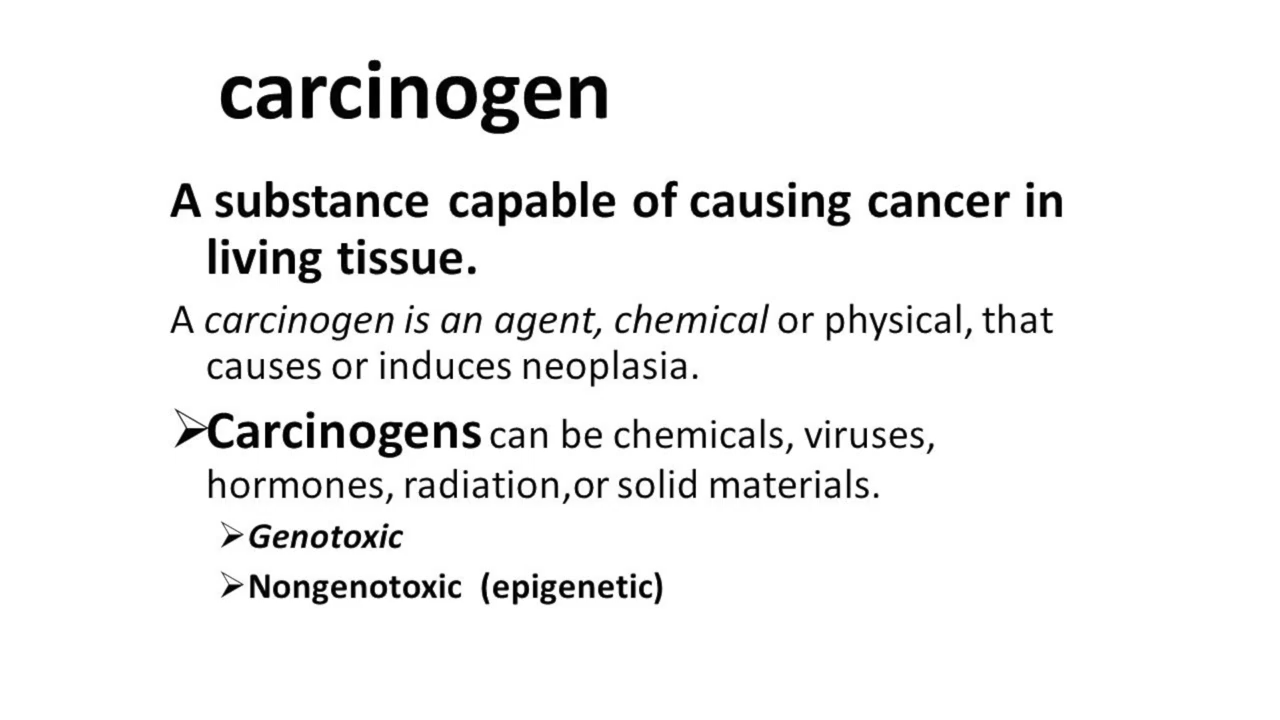 carcinogen
A substance capable of causing cancer in
living tissue.
A carcinogen is an agent, chemical or physical, that
causes or induces neoplasia.
➢Carcinogens can be chemicals, viruses,
hormones, radiation,or solid materials.
➢Genotoxic
➢Nongenotoxic (epigenetic)